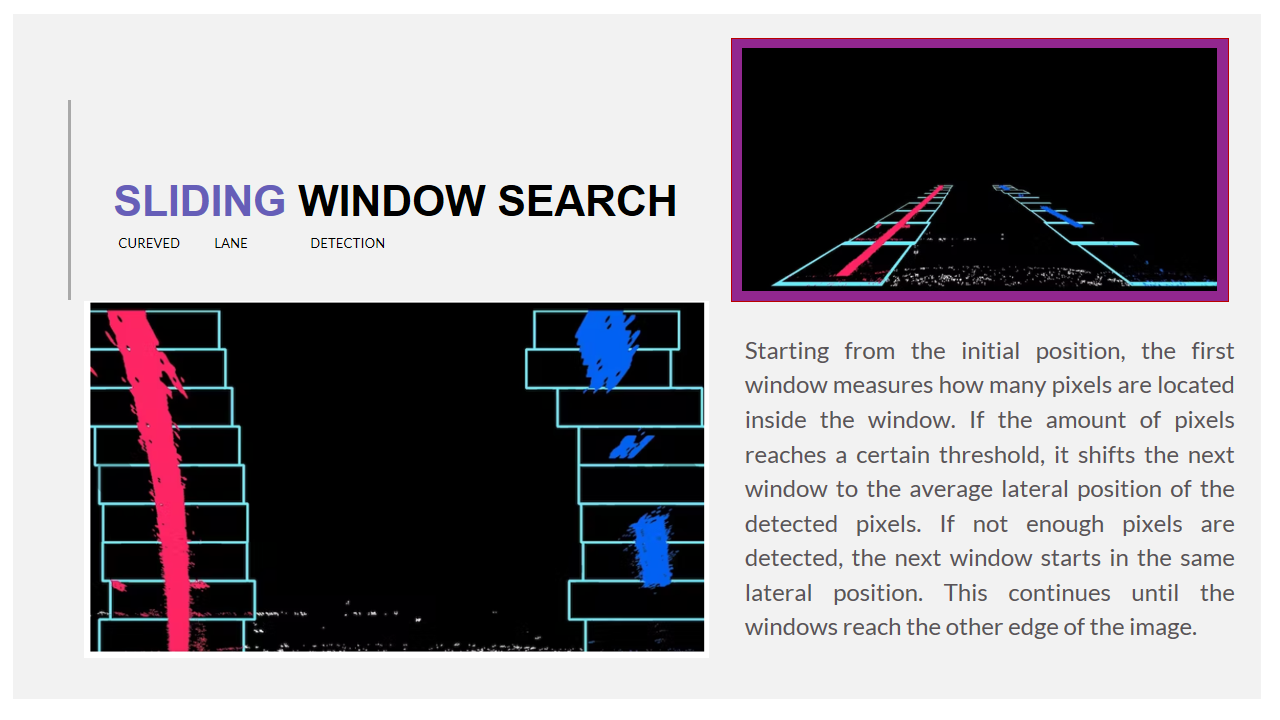 SLIDING WINDOW SEARCH
CUREVED LANE DETECTION
Starting from the initial position, the first
window measures how many pixels are located
inside the window. If the amount of pixels
reaches a certain threshold, it shifts the next
window to the average lateral position of the
detected pixels. If not enough pixels are
detected, the next window starts in the same
lateral position. This continues until the
windows reach the other edge of the image.